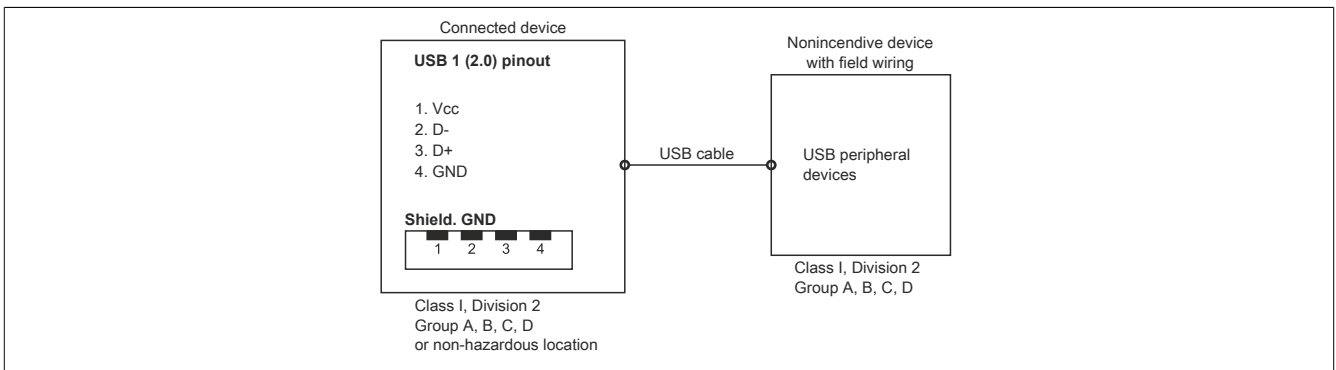 Connected device
USB 1 (2.0) pinout
1. Vcc
2. D-
3. D+
4. GND
Shield. GND
1 2 3 4
Class I, Division 2
Group A, B, C, D
or non-hazardous location
USB cable
Nonincendive device
with field wiring
USB peripheral
devices
Class I, Division 2
Group A, B, C, D